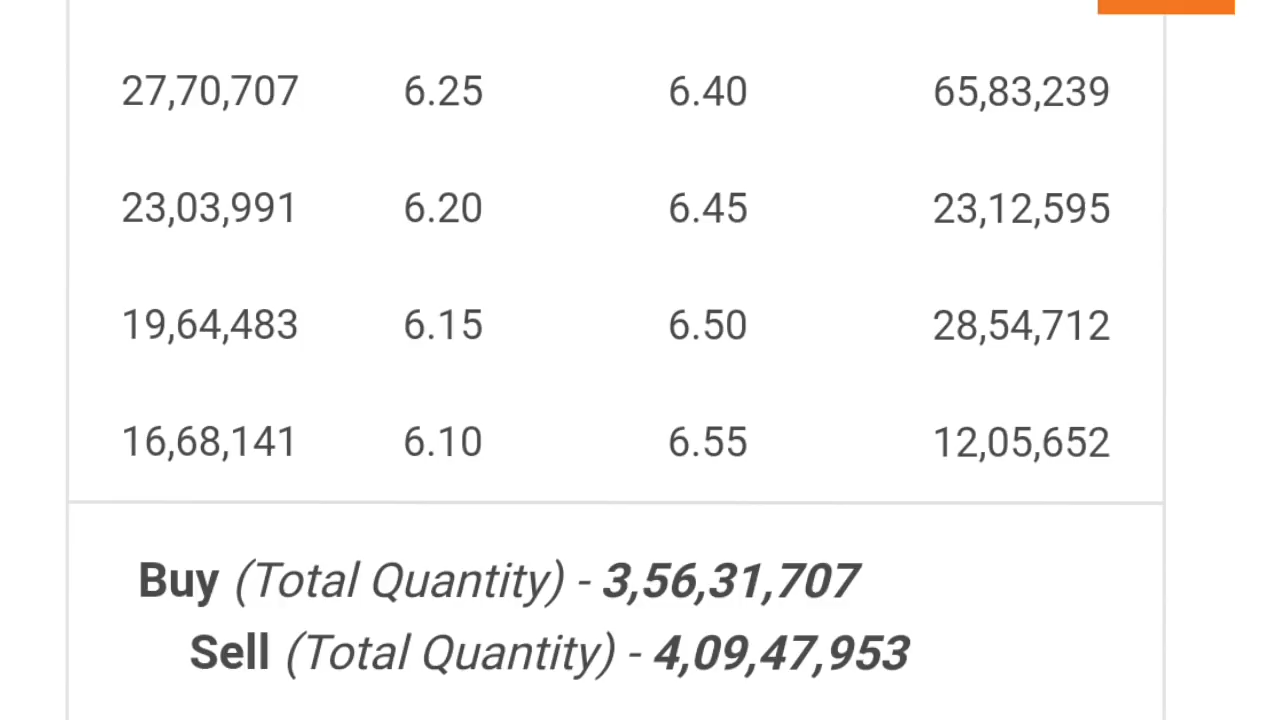 27,70,707 6.25 6.40 65,83,239
23,03,991 6.20 6.45 23,12,595
19,64,483 6.15 6.50 28,54,712
16,68,141 6.10 6.55 12,05,652
Buy (Total Quantity) - 3,56,31,707
Sell (Total Quantity) - 4,09,47,953